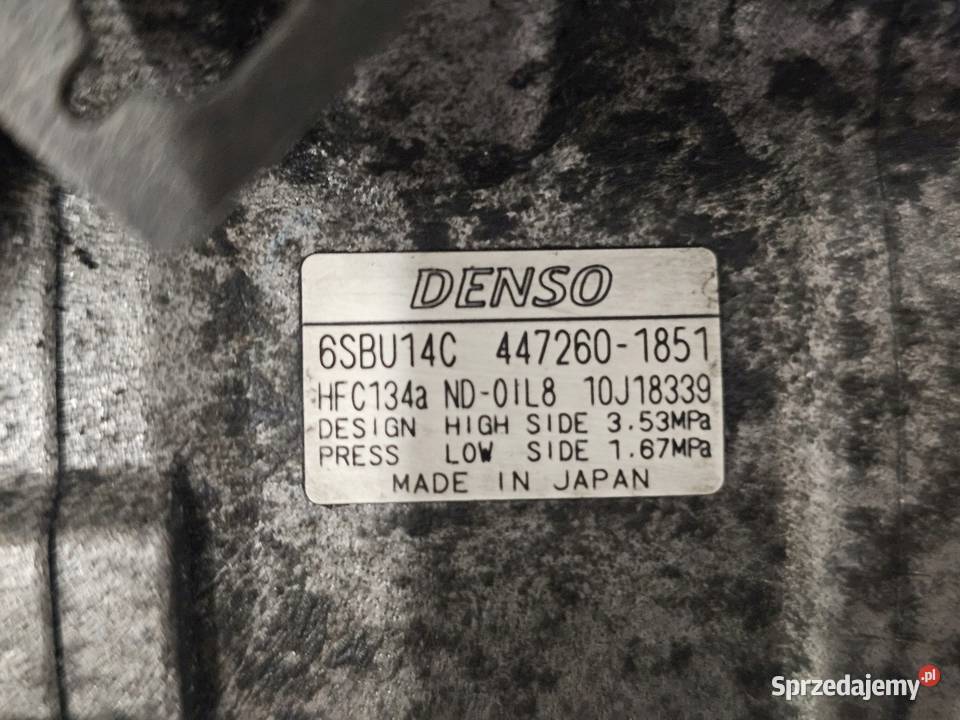 DENSO
6SBU14C 447260-1851
HFC134a ND-OIL8 10J18339
DESIGN HIGH SIDE 3.53MPa
PRESS LOW SIDE 1.67MPa
MADE IN JAPAN
Sprzedajemy.pl